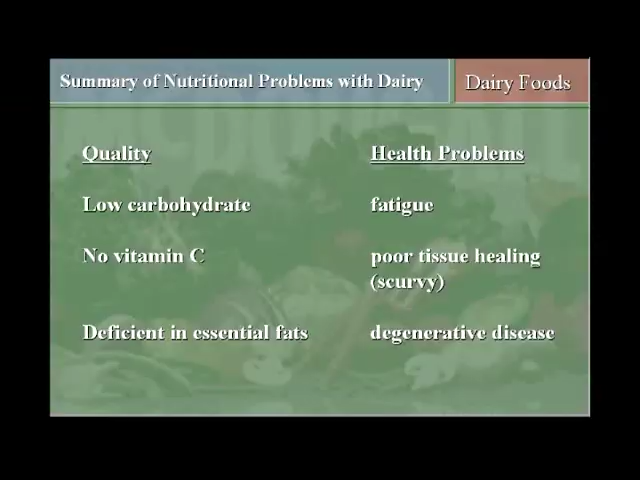 Summary of Nutritional Problems with Dairy
Dairy Foods
Quality
Health Problems
Low carbohydrate
fatigue
No vitamin C
poor tissue healing
(scurvy)
Deficient in essential fats
degenerative disease